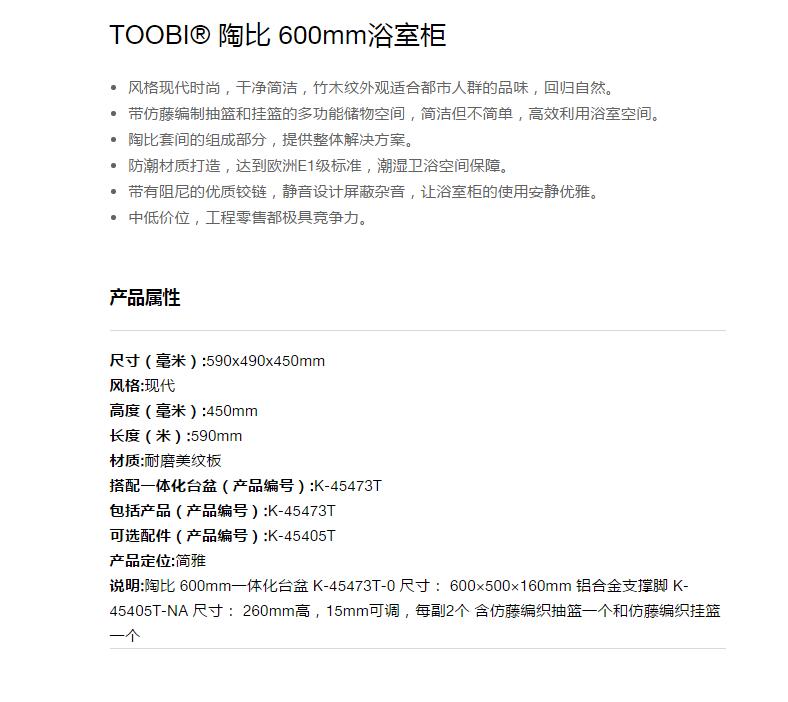 TOOBI® 陶比 600mm浴室柜
• 风格现代时尚，干净简洁，竹木纹外观适合都市人群的品味，回归自然。
• 带仿藤编制抽篮和挂篮的多功能储物空间，简洁但不简单，高效利用浴室空间。
• 陶比套间的组成部分，提供整体解决方案。
• 防潮材质打造，达到欧洲E1级标准，潮湿卫浴空间保障。
• 带有阻尼的优质铰链，静音设计屏蔽杂音，让浴室柜的使用安静优雅。
• 中低价位，工程零售都极具竞争力。
产品属性
尺寸（毫米）:590x490x450mm
风格:现代
高度（毫米）:450mm
长度（米）:590mm
材质:耐磨美纹板
搭配一体化台盆（产品编号）:K-45473T
包括产品（产品编号）:K-45473T
可选配件（产品编号）:K-45405T
产品定位:简雅
说明:陶比 600mm一体化台盆 K-45473T-0 尺寸： 600×500×160mm 铝合金支撑脚 K-
45405T-NA 尺寸： 260mm高，15mm可调，每副2个 含仿藤编织抽篮一个和仿藤编织挂篮
一个